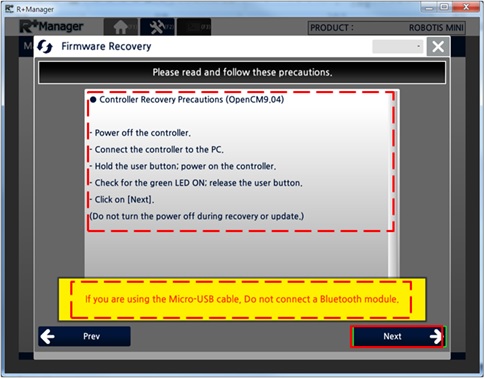 R+Manager
R+Manager
PRODUCT :
ROBOTIS MINI
M
Firmware Recovery
Please read and follow these precautions.
● Controller Recovery Precautions (OpenCM9.04)
- Power off the controller.
- Connect the controller to the PC.
- Hold the user button; power on the controller.
- Check for the green LED ON; release the user button.
- Click on [Next].
(Do not turn the power off during recovery or update.)
If you are using the Micro-USB cable, Do not connect a Bluetooth module.
Prev
Next